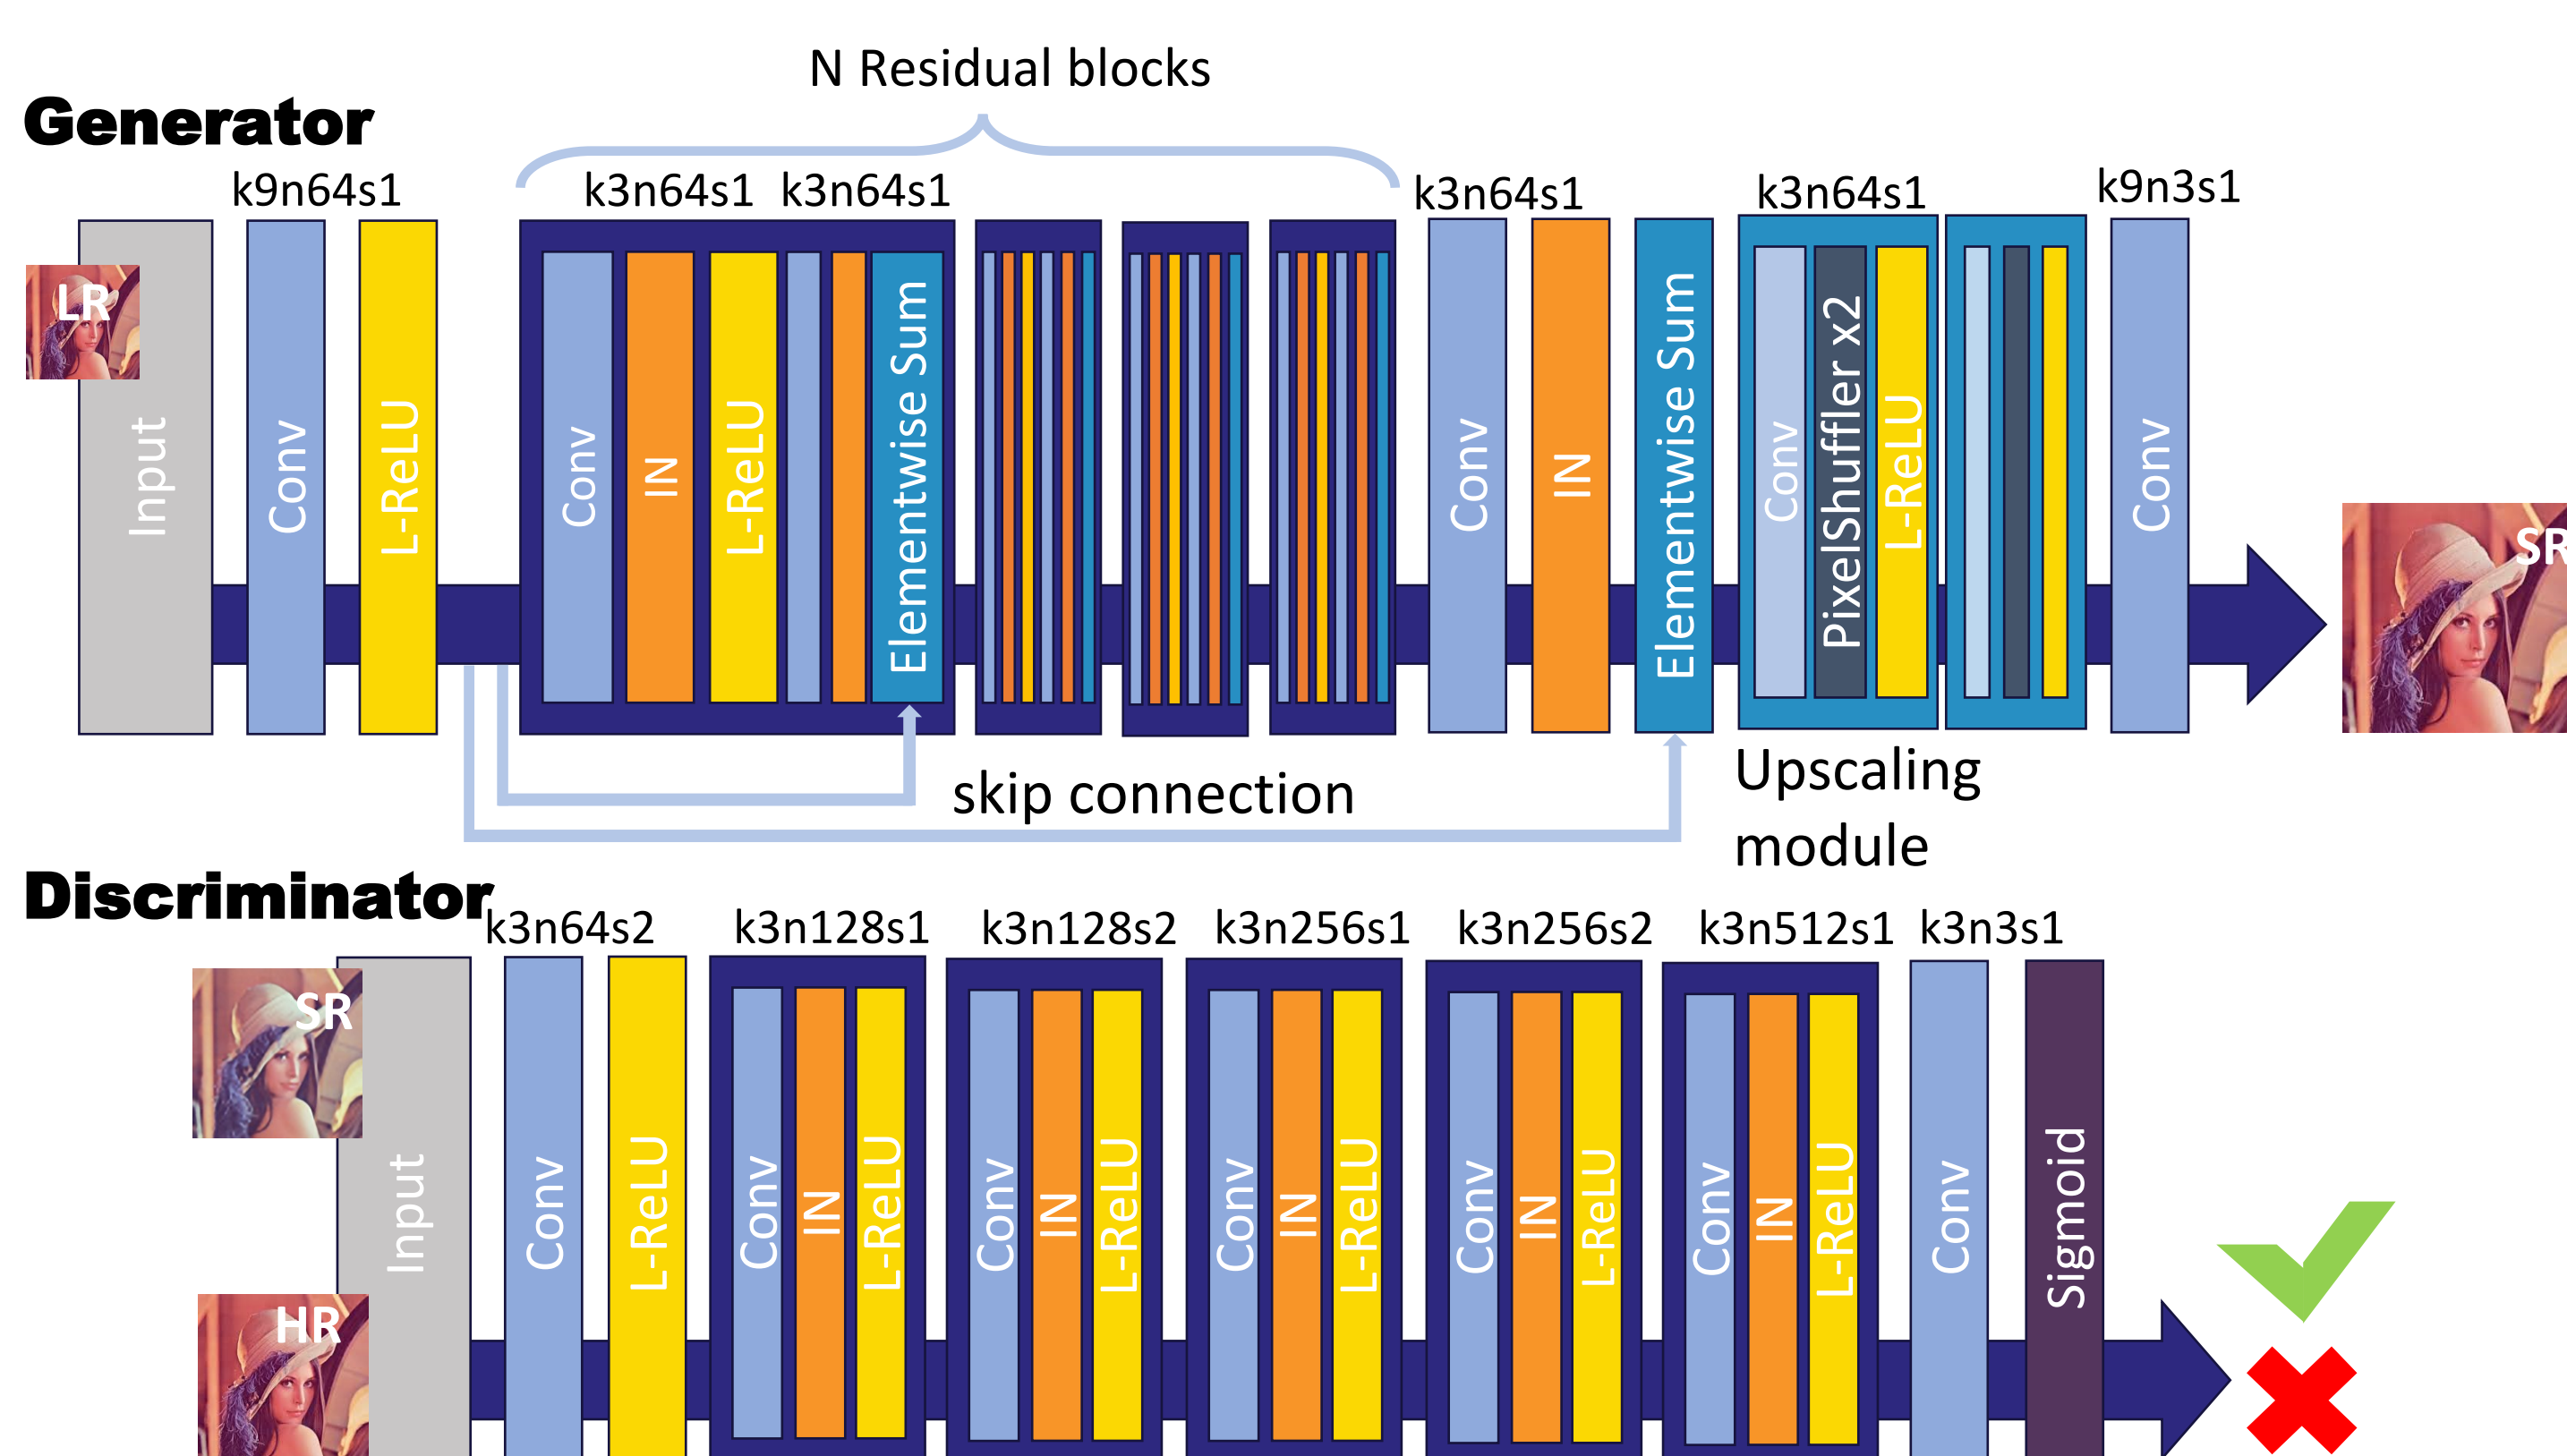 N Residual blocks
Generator
k9n64s1
k3n64s1
k3n64s1
k3n64s1
k3n64s1
k9n3s1
LR
Input
Conv
L-ReLU
Conv
IN
L-ReLU
Elementwise Sum
Conv
IN
Elementwise Sum
Conv
PixelShuffler x2
L-ReLU
Conv
SR
skip connection
Upscaling
module
Discriminator
k3n64s2
k3n128s1
k3n128s2
k3n256s1
k3n256s2
k3n512s1
k3n3s1
SR
HR
Input
Conv
L-ReLU
Conv
IN
L-ReLU
Conv
IN
L-ReLU
Conv
IN
L-ReLU
Conv
IN
L-ReLU
Conv
IN
L-ReLU
Conv
Sigmoid